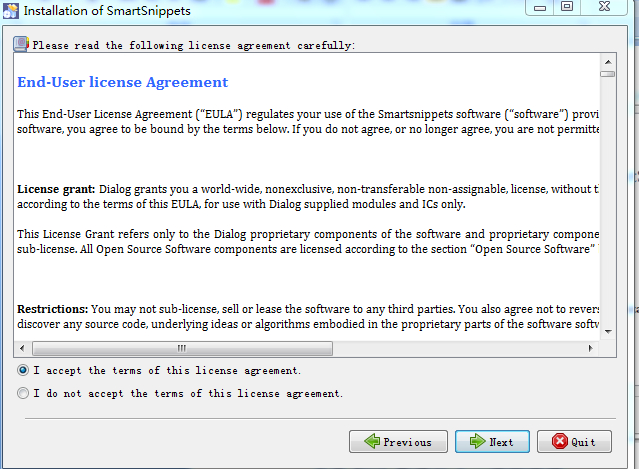 Installation of SmartSnippets
Please read the following license agreement carefully:
End-User license Agreement
This End-User License Agreement (“EULA”) regulates your use of the Smartsnippets software (“software”) provi
software, you agree to be bound by the terms below. If you do not agree, or no longer agree, you are not permitte
License grant: Dialog grants you a world-wide, nonexclusive, non-transferable non-assignable, license, without t
according to the terms of this EULA, for use with Dialog supplied modules and ICs only.
This License Grant refers only to the Dialog proprietary components of the software and proprietary compone
sub-license. All Open Source Software components are licensed according to the section “Open Source Software”
Restrictions: You may not sub-license, sell or lease the software to any third parties. You also agree not to rever
discover any source code, underlying ideas or algorithms embodied in the proprietary parts of the software softw
I accept the terms of this license agreement.
I do not accept the terms of this license agreement.
Previous
Next
Quit